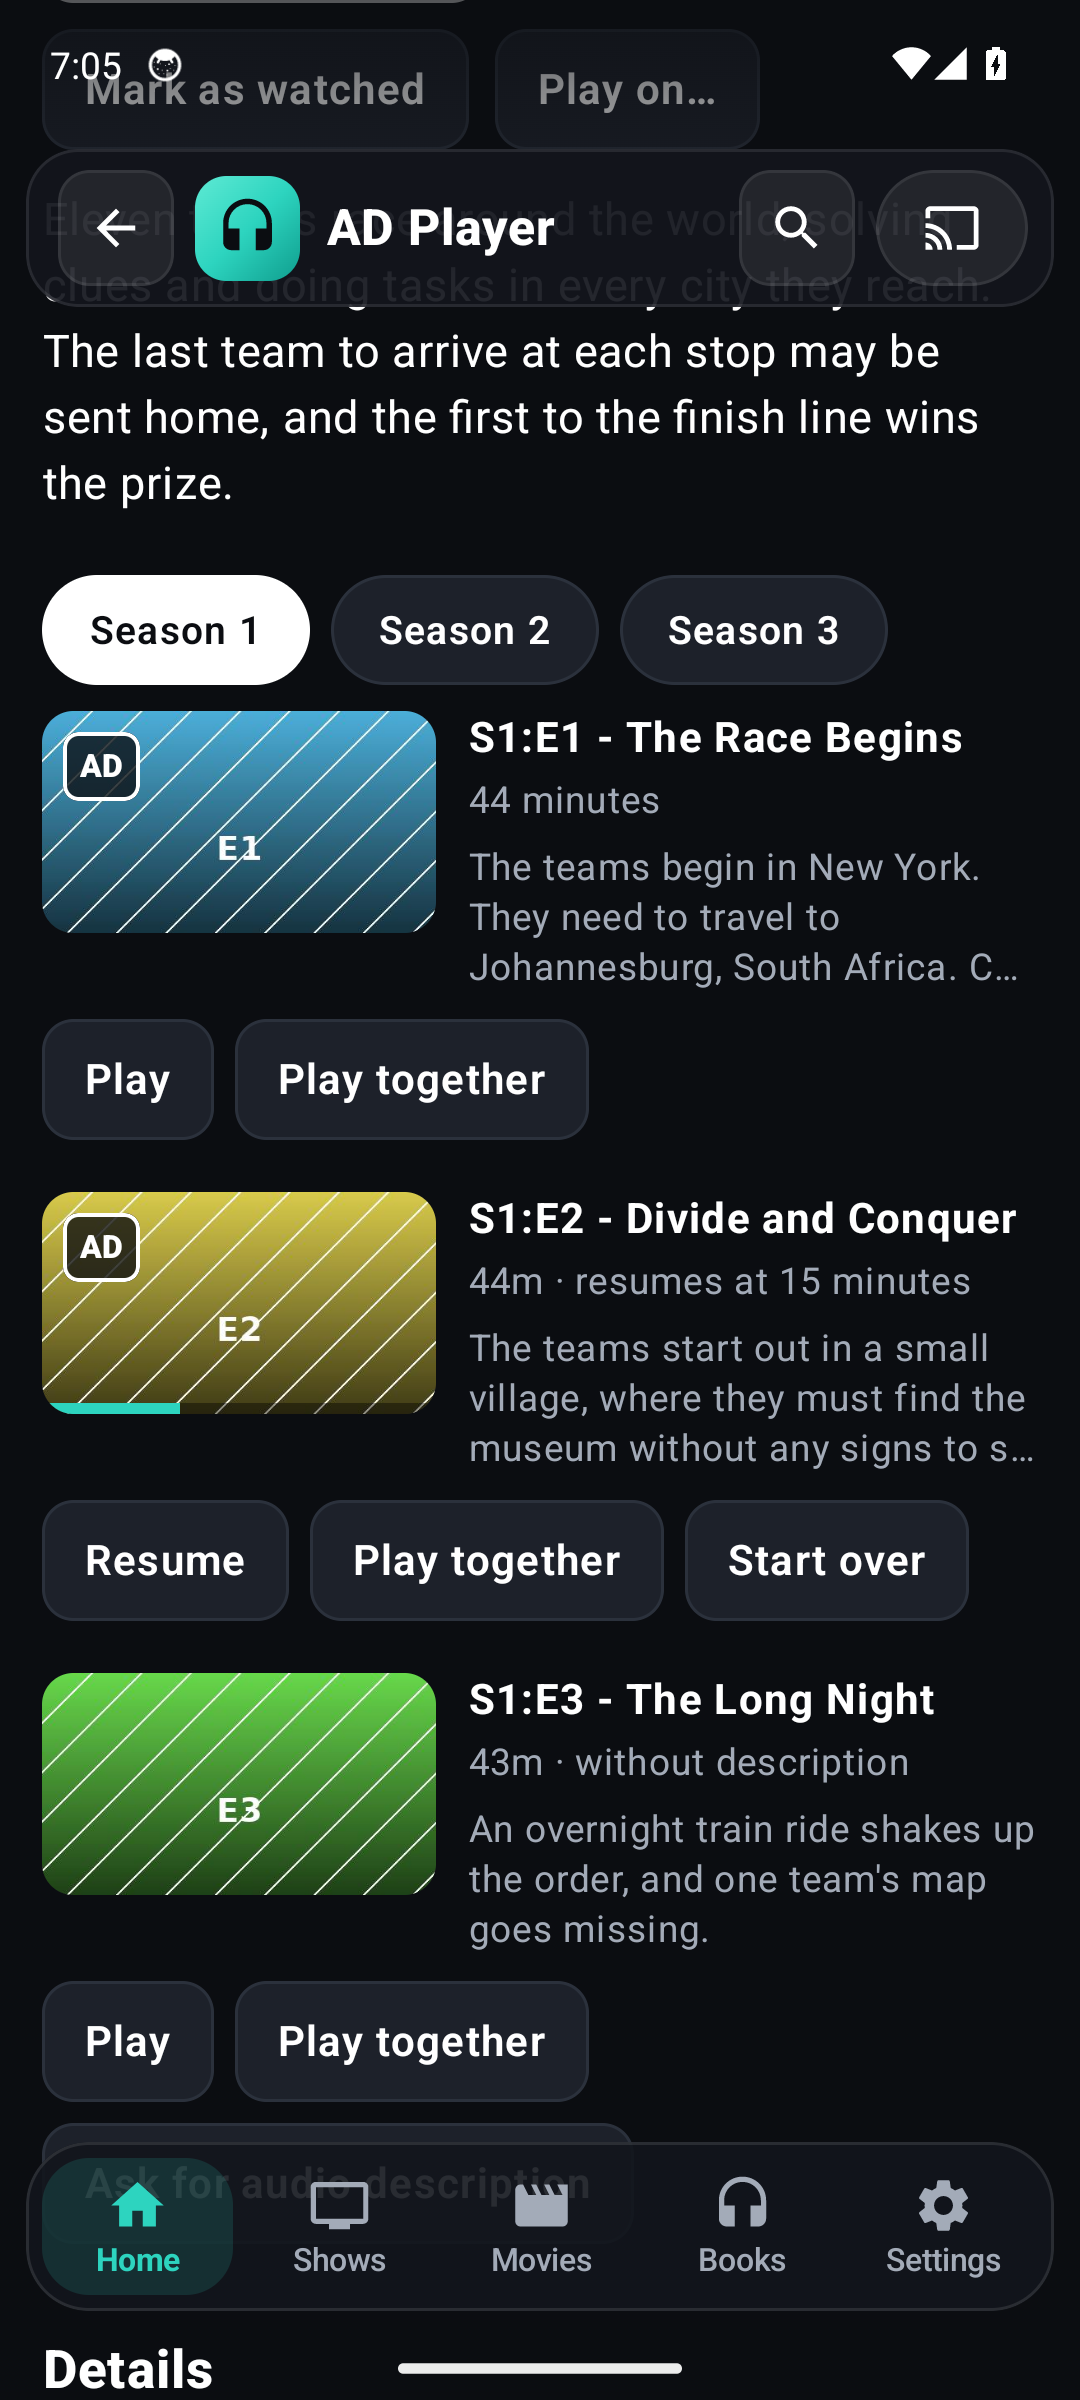 7:05
Mark as watched
Play on…
AD Player
Eleven teams race around the world, solving
clues and doing tasks in every city they reach.
The last team to arrive at each stop may be
sent home, and the first to the finish line wins
the prize.
Season 1
Season 2
Season 3
AD
E1
S1:E1 - The Race Begins
44 minutes
The teams begin in New York.
They need to travel to
Johannesburg, South Africa. C…
Play
Play together
AD
E2
S1:E2 - Divide and Conquer
44m · resumes at 15 minutes
The teams start out in a small
village, where they must find the
museum without any signs to s…
Resume
Play together
Start over
E3
S1:E3 - The Long Night
43m · without description
An overnight train ride shakes up
the order, and one team's map
goes missing.
Play
Play together
Ask for audio description
Home
Shows
Movies
Books
Settings
Details